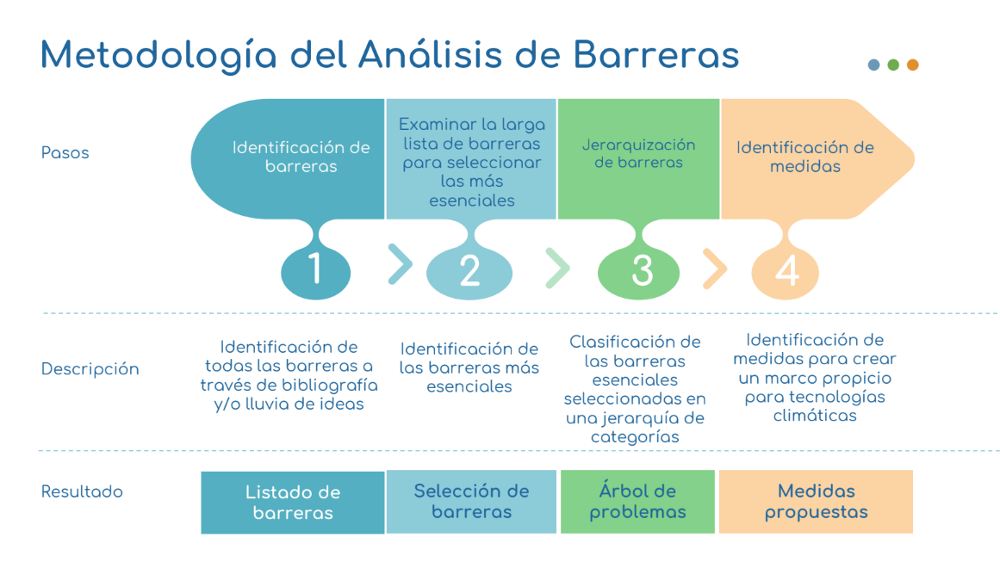 Metodología del Análisis de Barreras
Pasos
Identificación de
barreras
Examinar la larga
lista de barreras
para seleccionar
las más
esenciales
Jerarquización
de barreras
Identificación de
medidas
1
2
3
4
Descripción
Identificación de
todas las barreras a
través de bibliografía
y/o lluvia de ideas
Identificación de
las barreras más
esenciales
Clasificación de
las barreras
esenciales
seleccionadas en
una jerarquía de
categorías
Identificación de
medidas para crear
un marco propicio
para tecnologías
climáticas
Resultado
Listado de
barreras
Selección de
barreras
Árbol de
problemas
Medidas
propuestas